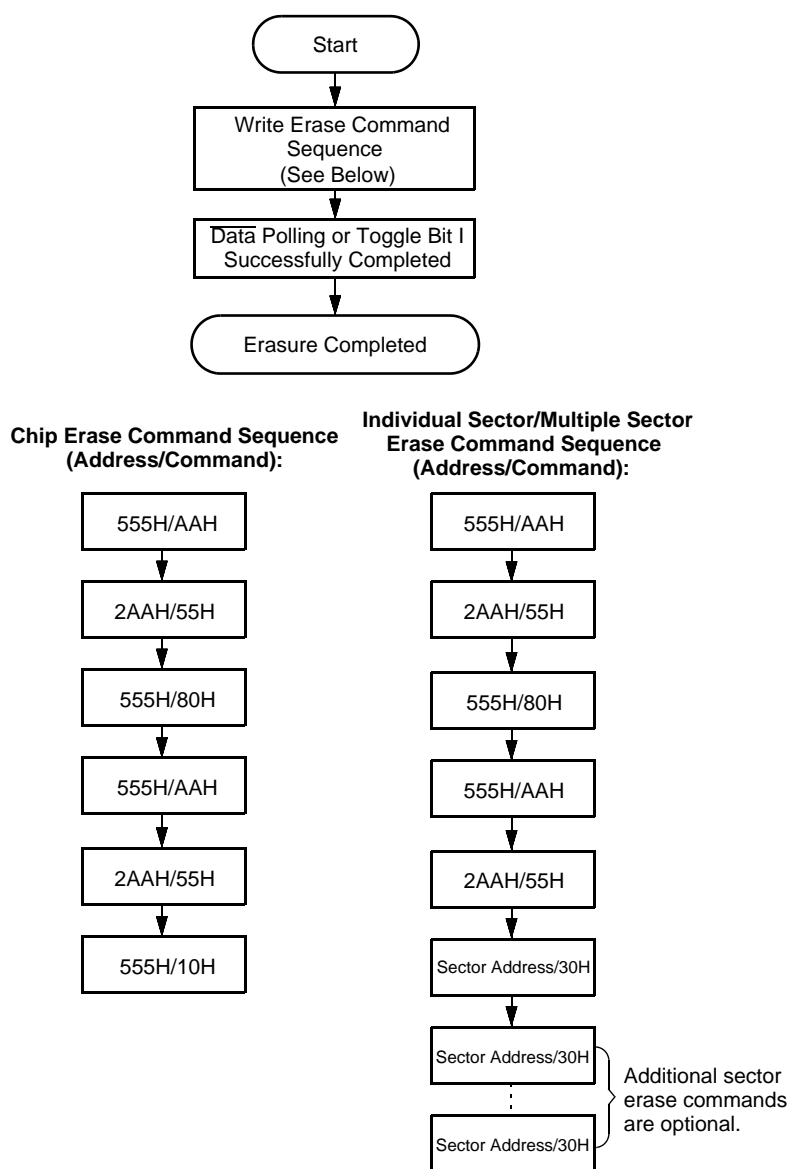 Start
Write Erase Command
Sequence
(See Below)
Data Polling or Toggle Bit I
Successfully Completed
Erasure Completed
Chip Erase Command Sequence
(Address/Command):
555H/AAH
2AAH/55H
555H/80H
555H/AAH
2AAH/55H
555H/10H
Individual Sector/Multiple Sector
Erase Command Sequence
(Address/Command):
555H/AAH
2AAH/55H
555H/80H
555H/AAH
2AAH/55H
Sector Address/30H
Sector Address/30H
Sector Address/30H
Additional sector
erase commands
are optional.